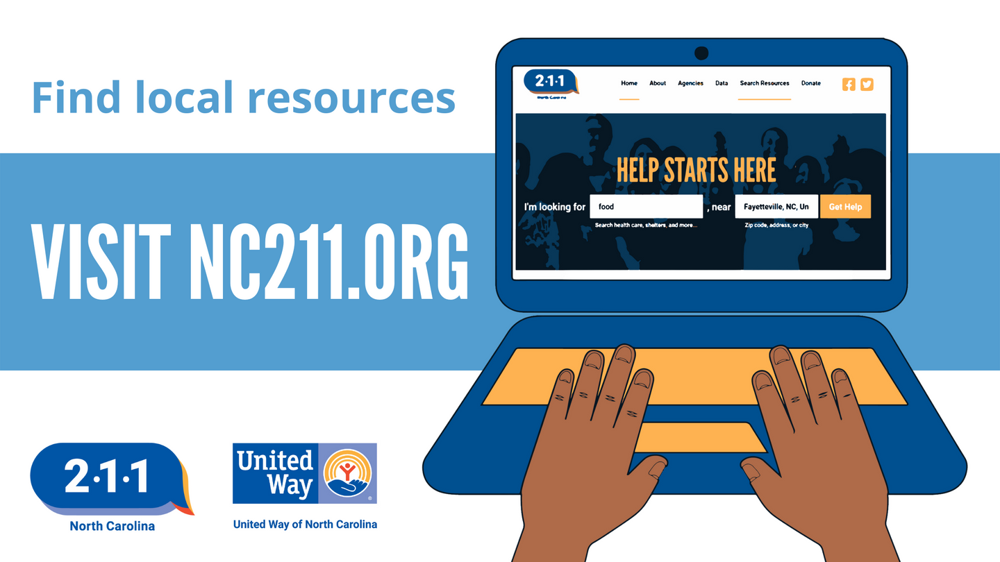 Find local resources
VISIT NC211.ORG
2·1·1
North Carolina
United
Way
United Way of North Carolina
2·1·1
North Carolina
Home About Agencies Data Search Resources Donate
HELP STARTS HERE
I'm looking for food , near Fayetteville, NC, Un Get Help
Search health care, shelters, and more... Zip code, address, or city